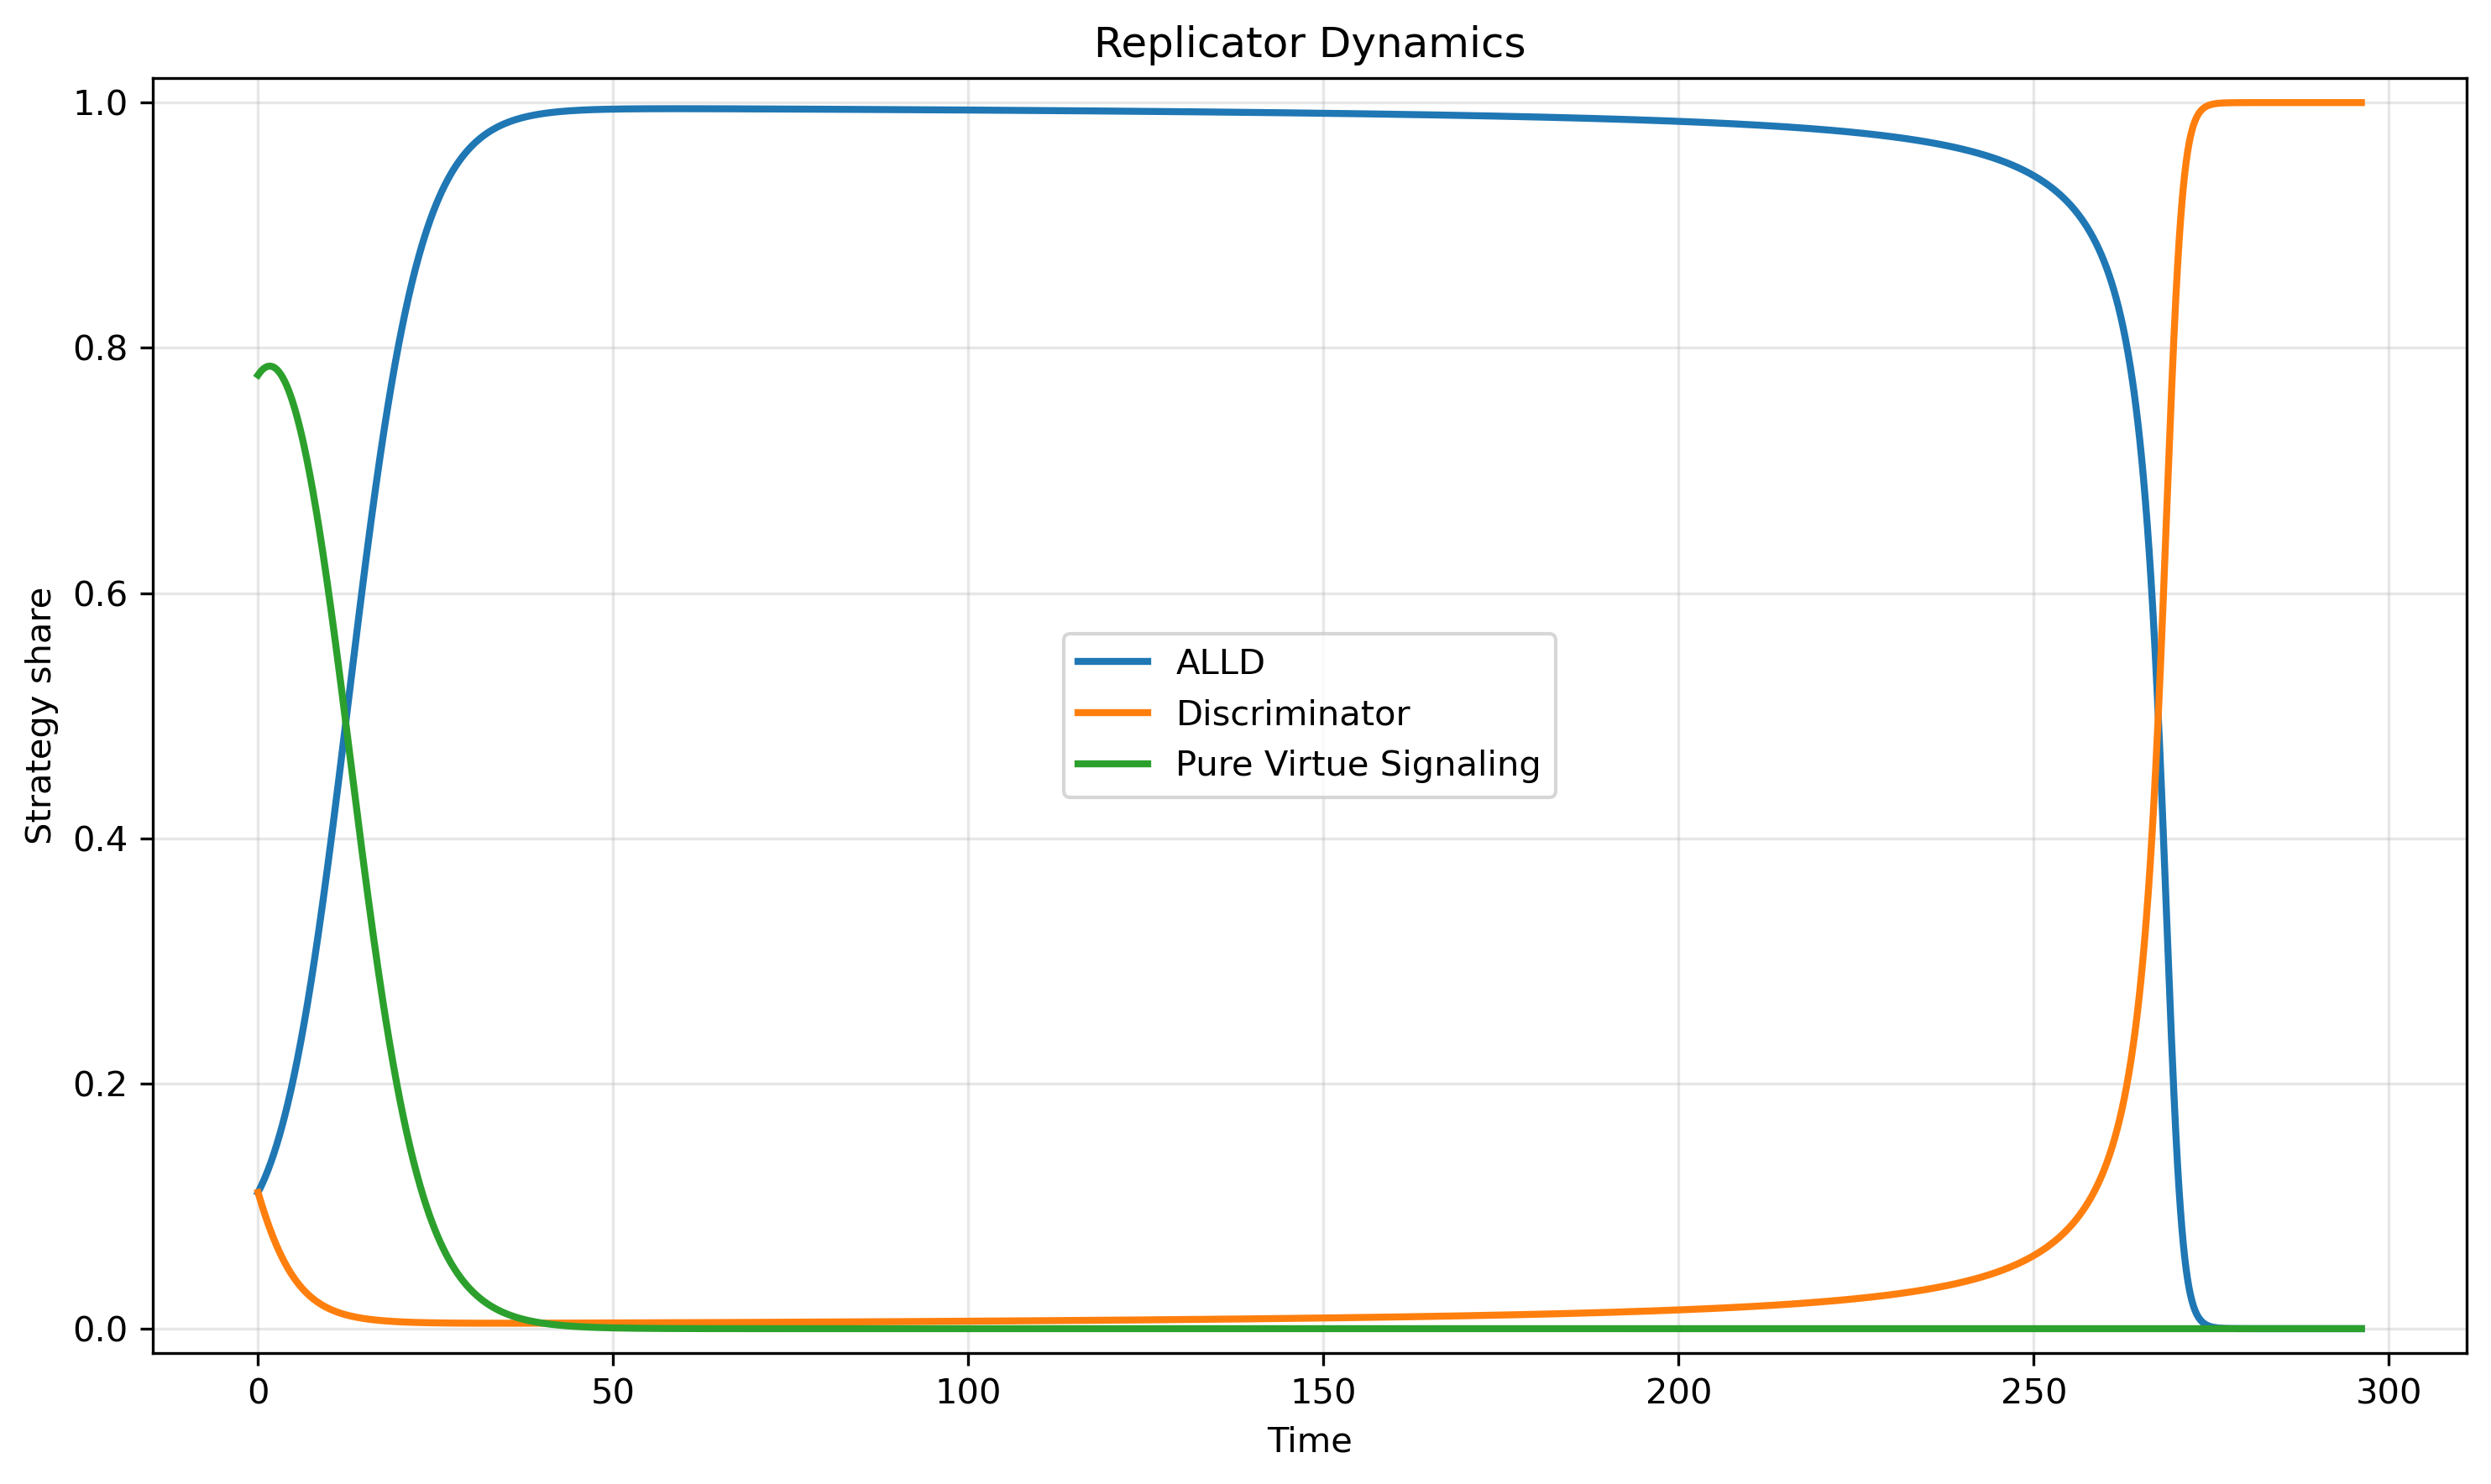 Replicator Dynamics
1.0
0.8
0.6
0.4
0.2
0.0
Strategy share
ALLD
Discriminator
Pure Virtue Signaling
0 50 100 150 200 250 300
Time